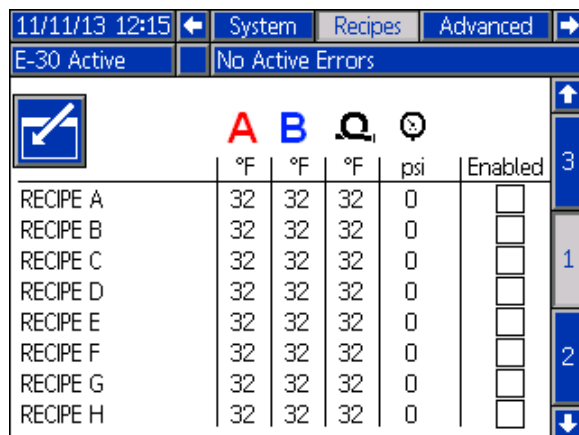 11/11/13 12:15 System Recipes Advanced
E-30 Active No Active Errors
A B
°F °F °F psi Enabled
3
RECIPE A 32 32 32 0
RECIPE B 32 32 32 0
RECIPE C 32 32 32 0
1
RECIPE D 32 32 32 0
RECIPE E 32 32 32 0
RECIPE F 32 32 32 0
2
RECIPE G 32 32 32 0
RECIPE H 32 32 32 0